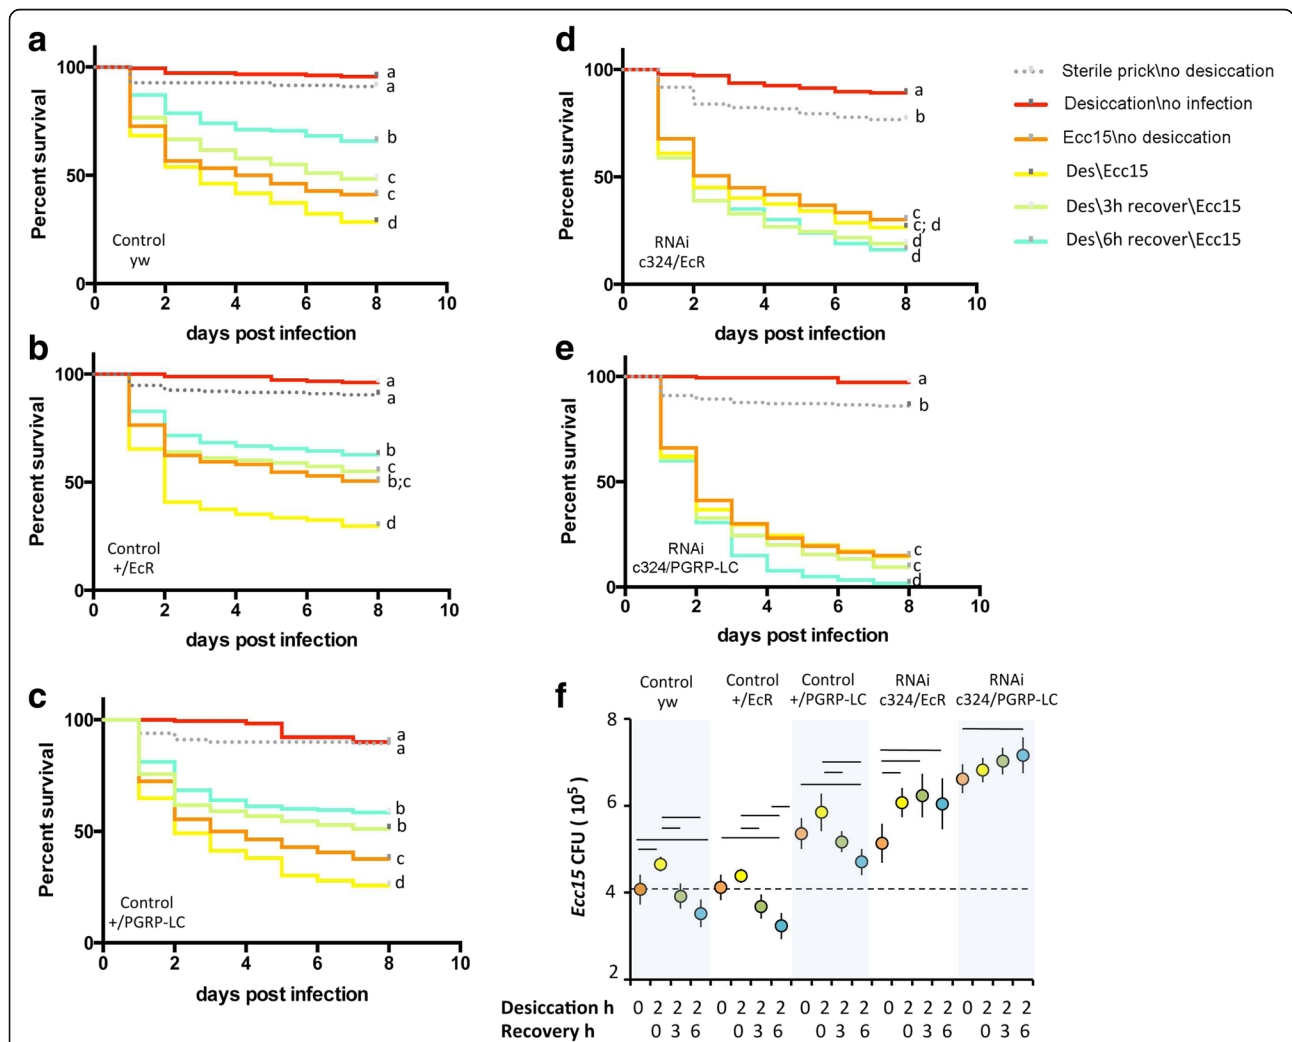 a
Percent survival
100
50
0
a
a
b
c
c
d
Control
yw
0 2 4 6 8 10
days post infection
b
Percent survival
100
50
0
a
a
b
c
b;c
d
Control
+/EcR
0 2 4 6 8 10
days post infection
c
Percent survival
100
50
0
a
a
b
b
c
d
Control
+/PGRP-LC
0 2 4 6 8 10
days post infection
d
Percent survival
100
50
0
a
b
c
c; d
d
d
RNAi
c324/EcR
0 2 4 6 8 10
days post infection
Sterile prick\no desiccation
Desiccation\no infection
Ecc15\no desiccation
Des\Ecc15
Des\3h recover\Ecc15
Des\6h recover\Ecc15
e
Percent survival
100
50
0
a
b
c
c
d
RNAi
c324/PGRP-LC
0 2 4 6 8 10
days post infection
f
Control
yw
Control
+/EcR
Control
+/PGRP-LC
RNAi
c324/EcR
RNAi
c324/PGRP-LC
Ecc15 CFU ( 10⁵)
8
6
4
2
Desiccation h 0 2 2 2 0 2 2 2 0 2 2 2 0 2 2 2 0 2 2 2
Recovery h 0 3 6 0 3 6 0 3 6 0 3 6 0 3 6